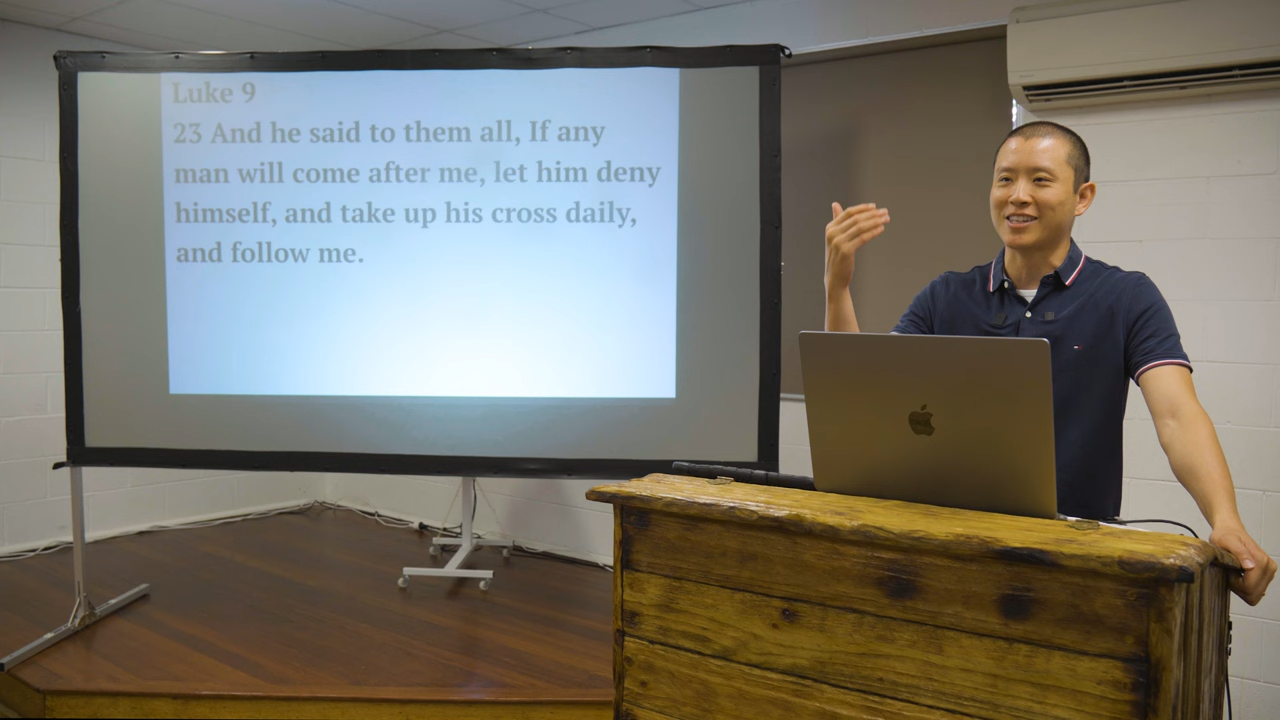 Luke 9
23 And he said to them all, If any
man will come after me, let him deny
himself, and take up his cross daily,
and follow me.